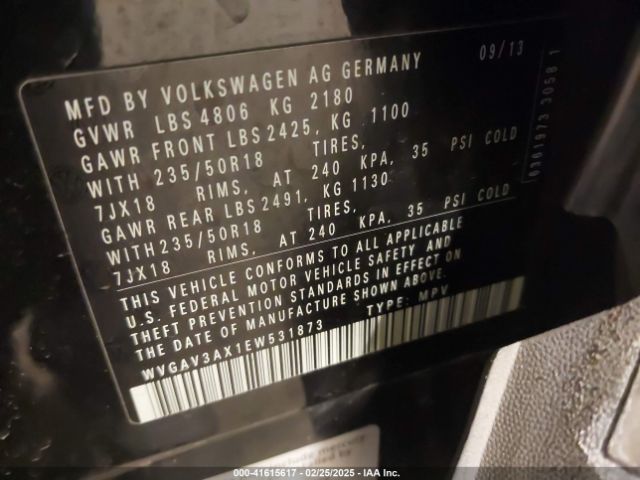 MFD BY VOLKSWAGEN AG GERMANY 09/13
GVWR LBS 4806 KG 2180
GAWR FRONT LBS 2425, KG 1100
WITH 235/50R18 TIRES,
7JX18 RIMS, AT 240 KPA, 35 PSI COLD
GAWR REAR LBS 2491, KG 1130
WITH 235/50R18 TIRES,
7JX18 RIMS, AT 240 KPA, 35 PSI COLD
THIS VEHICLE CONFORMS TO ALL APPLICABLE
U.S. FEDERAL MOTOR VEHICLE SAFETY AND
THEFT PREVENTION STANDARDS IN EFFECT ON
THE DATE OF MANUFACTURE SHOWN ABOVE.
WVGAV3AX1EW531873 TYPE: MPV
0361973 3058 1
000-41615617 - 02/25/2025 - IAA Inc.